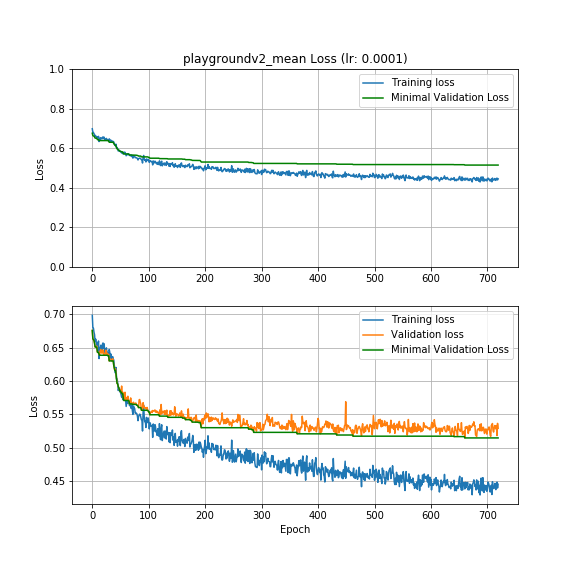 playgroundv2_mean Loss (lr: 0.0001)
1.0
0.8
0.6
0.4
0.2
0.0
Loss
Training loss
Minimal Validation Loss
0 100 200 300 400 500 600 700
0.70
0.65
0.60
0.55
0.50
0.45
Loss
Training loss
Validation loss
Minimal Validation Loss
0 100 200 300 400 500 600 700
Epoch